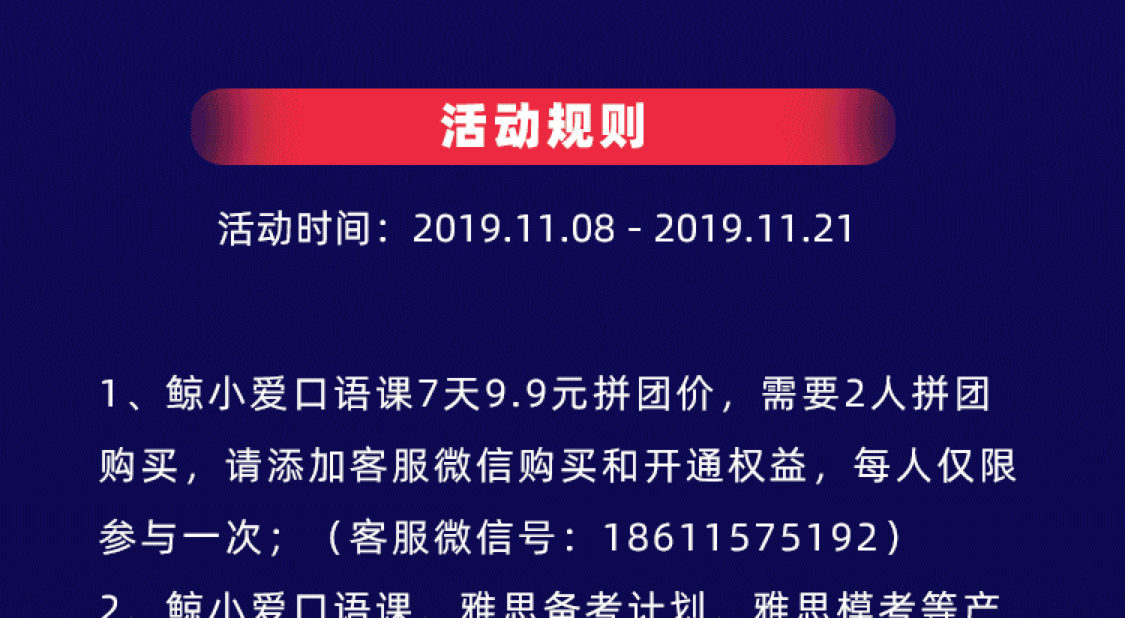 活动规则
活动时间：2019.11.08 - 2019.11.21
1、鲸小爱口语课7天9.9元拼团价，需要2人拼团
购买，请添加客服微信购买和开通权益，每人仅限
参与一次；（客服微信号：18611575192）
2、鲸小爱口语课、雅思备考计划、雅思模考等产